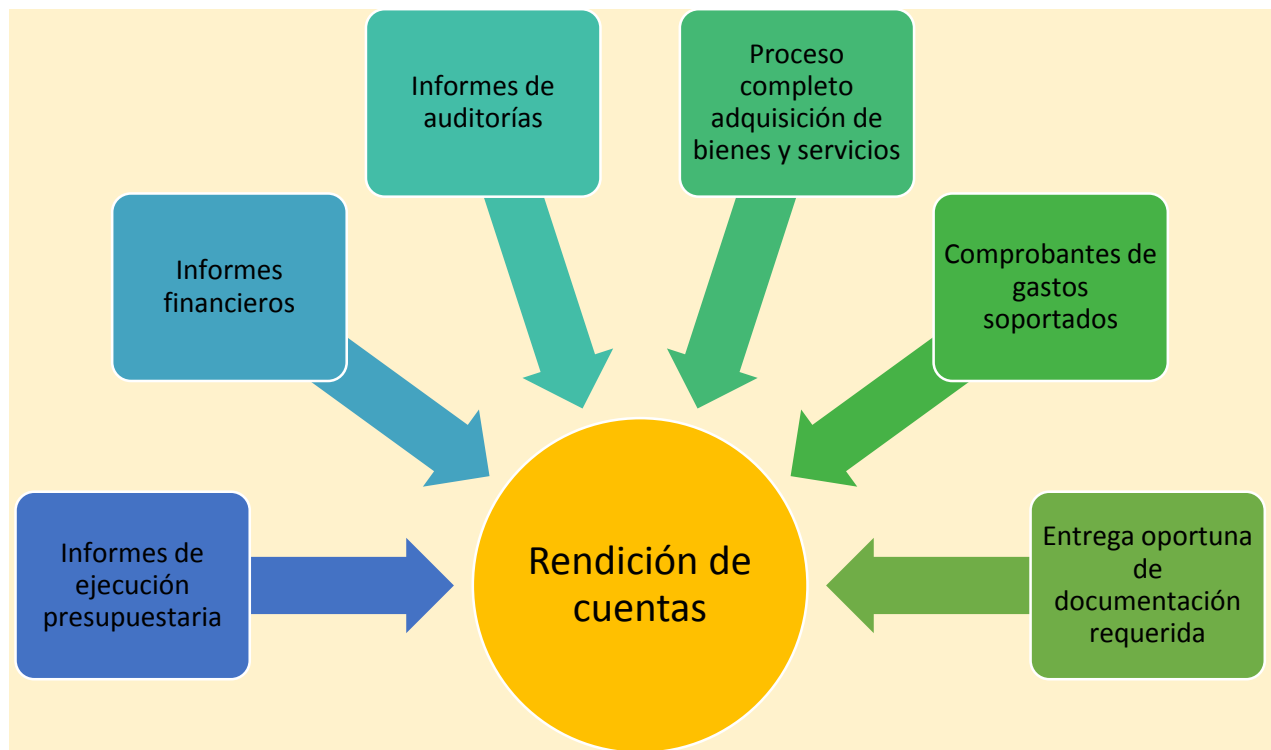 Informes de
ejecución
presupuestaria
Informes
financieros
Informes de
auditorías
Proceso
completo
adquisición de
bienes y servicios
Comprobantes de
gastos
soportados
Entrega oportuna
de
documentación
requerida
Rendición de
cuentas